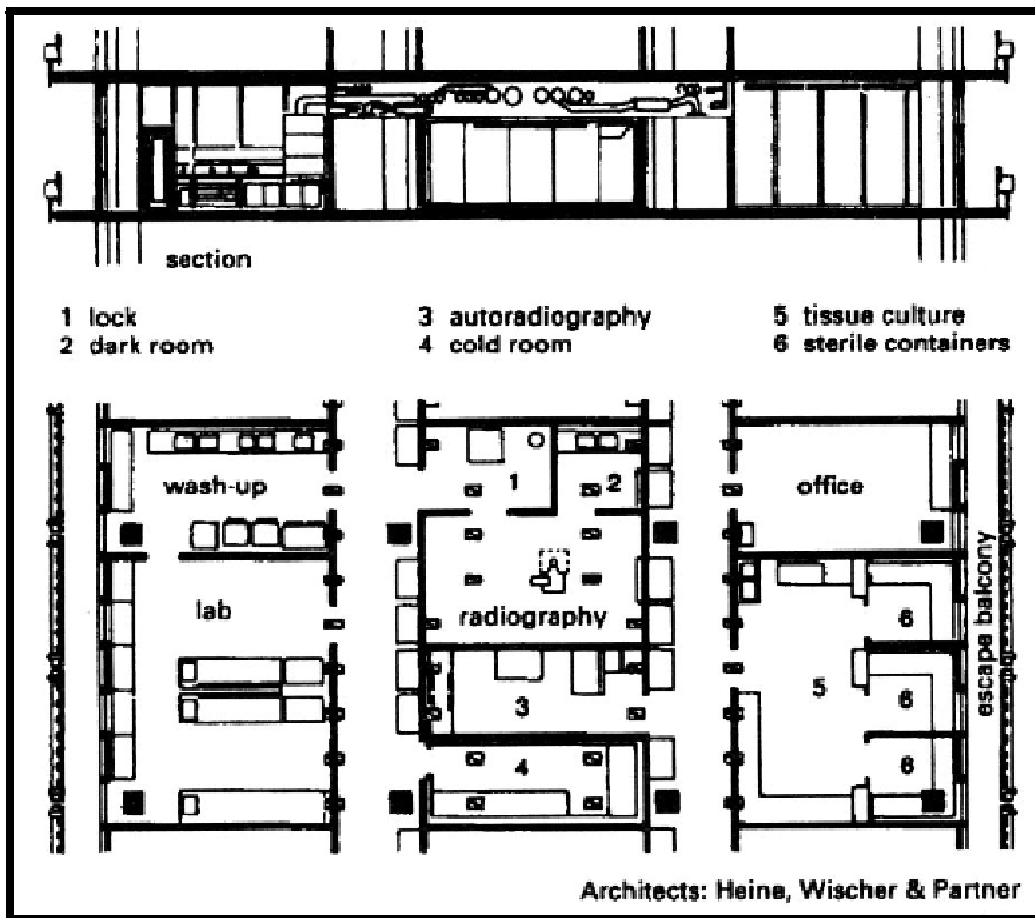 section
1 lock
2 dark room
3 autoradiography
4 cold room
5 tissue culture
6 sterile containers
wash-up
1
2
office
lab
radiography
6
escape balcony
3
5
6
4
6
Architects: Heine, Wischer & Partner